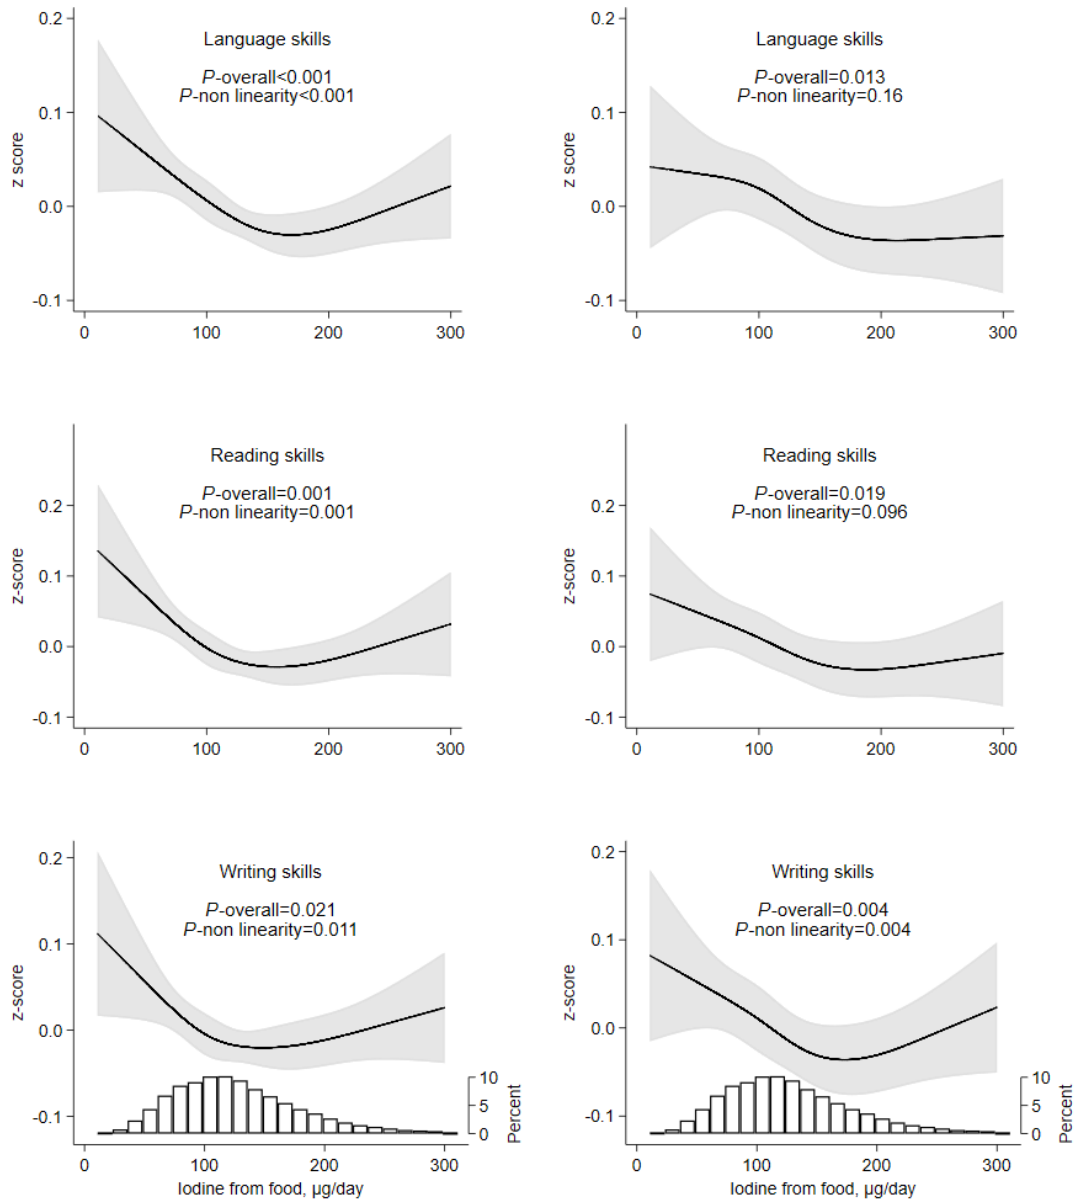 0.2
Language skills
P-overall<0.001
P-non linearity<0.001
0.1
z score
0.0
-0.1
0
100
200
300
0.2
Language skills
P-overall=0.013
P-non linearity=0.16
0.1
z score
0.0
-0.1
0
100
200
300
Reading skills
P-overall=0.001
P-non linearity=0.001
0.2
0.1
z-score
0.0
-0.1
0
100
200
300
Reading skills
P-overall=0.019
P-non linearity=0.096
0.2
0.1
z-score
0.0
-0.1
0
100
200
300
0.2
Writing skills
P-overall=0.021
P-non linearity=0.011
0.1
z-score
0.0
-0.1
10
5
0
Percent
0
100
200
300
Iodine from food, µg/day
0.2
Writing skills
P-overall=0.004
P-non linearity=0.004
0.1
z-score
0.0
-0.1
10
5
0
Percent
0
100
200
300
Iodine from food, µg/day